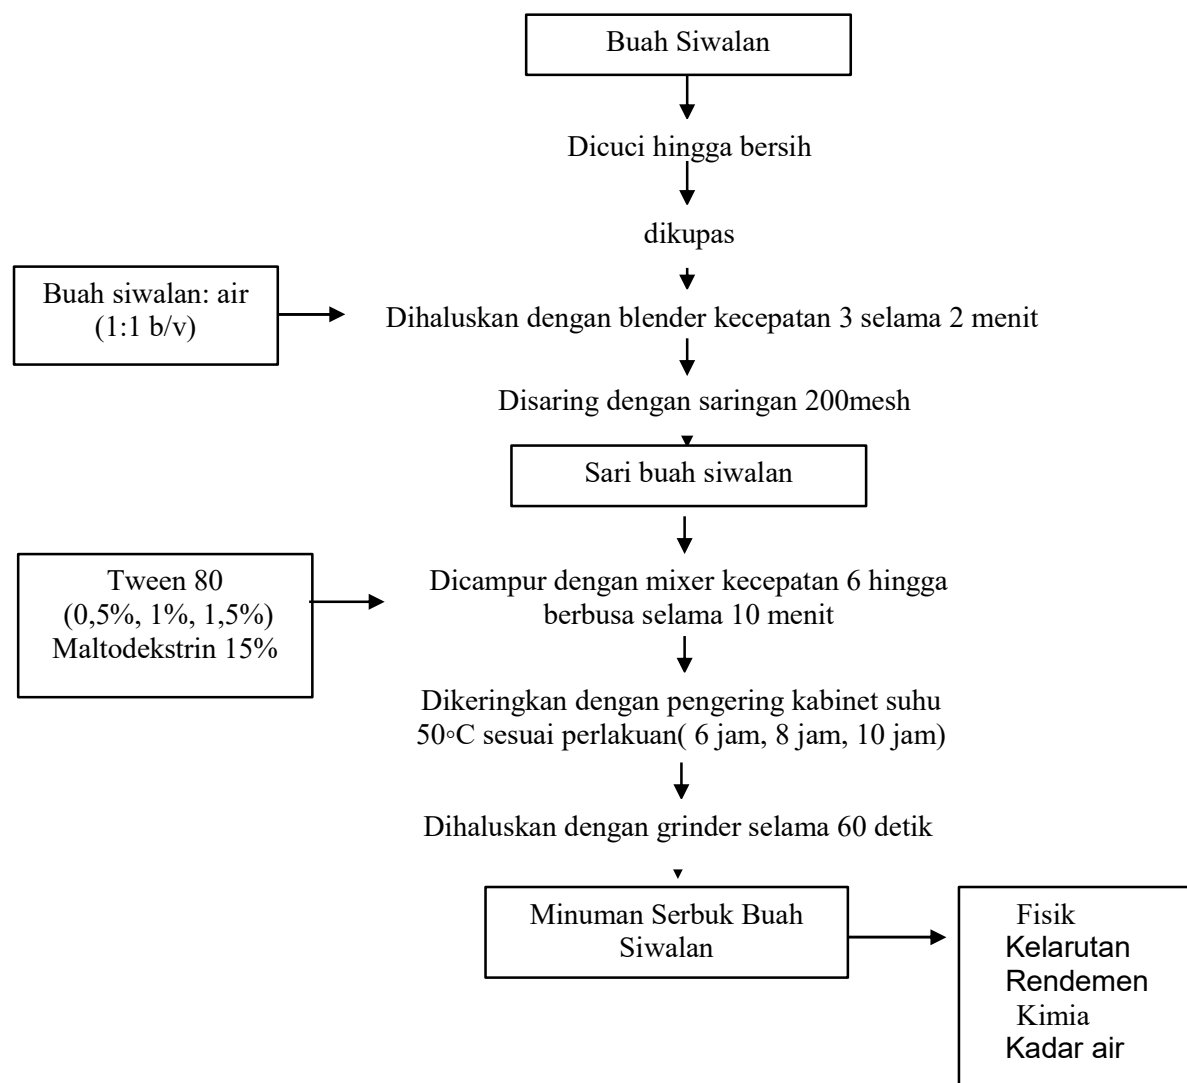 Buah Siwalan
Dicuci hingga bersih
dikupas
Buah siwalan: air
(1:1 b/v)
Dihaluskan dengan blender kecepatan 3 selama 2 menit
Disaring dengan saringan 200mesh
Sari buah siwalan
Tween 80
(0,5%, 1%, 1,5%)
Maltodekstrin 15%
Dicampur dengan mixer kecepatan 6 hingga
berbusa selama 10 menit
Dikeringkan dengan pengering kabinet suhu
50◦C sesuai perlakuan( 6 jam, 8 jam, 10 jam)
Dihaluskan dengan grinder selama 60 detik
Minuman Serbuk Buah
Siwalan
Fisik
Kelarutan
Rendemen
Kimia
Kadar air